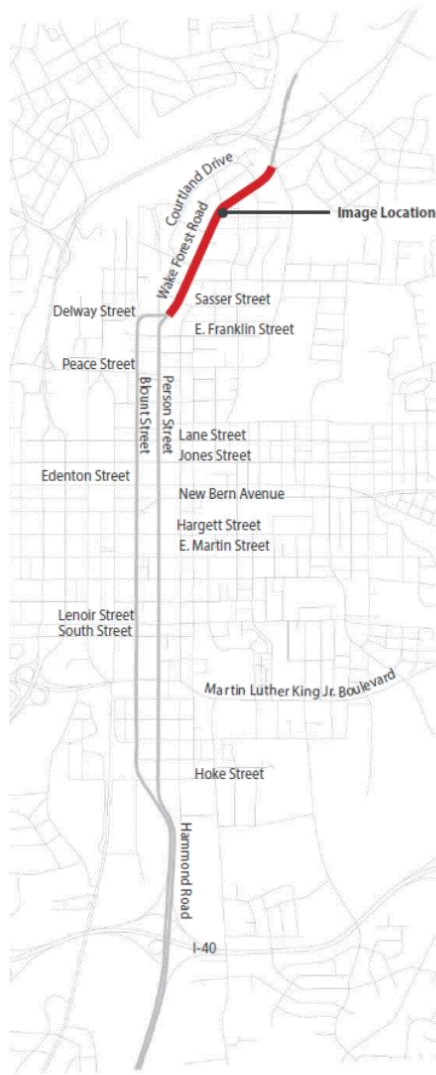 Courtland Drive
Wake Forest Road
Image Location
Sasser Street
Delway Street
E. Franklin Street
Peace Street
Blount Street
Person Street
Lane Street
Jones Street
Edenton Street
New Bern Avenue
Hargett Street
E. Martin Street
Lenoir Street
South Street
Martin Luther King Jr. Boulevard
Hoke Street
Hammond Road
I-40